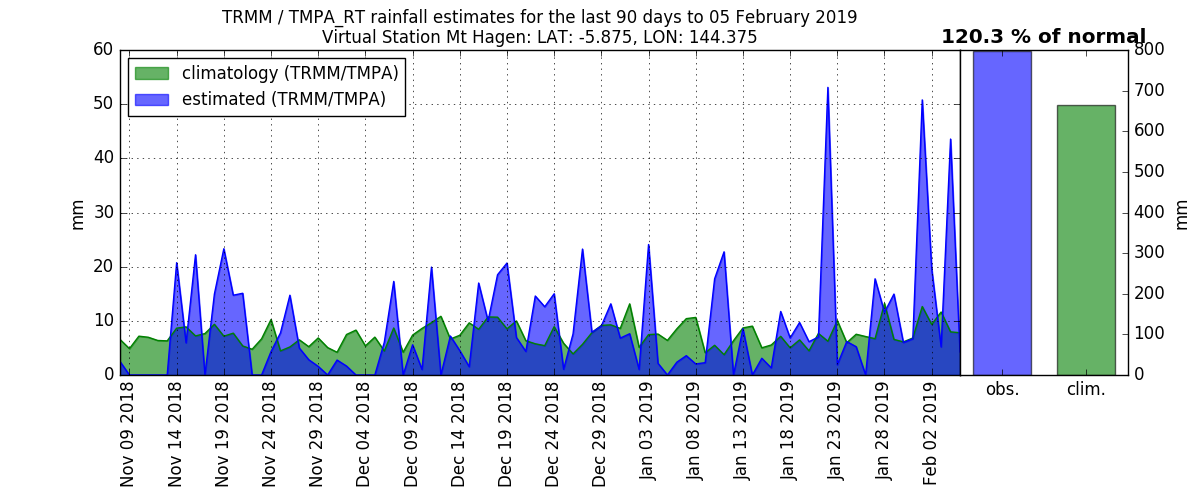 TRMM / TMPA_RT rainfall estimates for the last 90 days to 05 February 2019
Virtual Station Mt Hagen: LAT: -5.875, LON: 144.375
120.3 % of normal
climatology (TRMM/TMPA)
estimated (TRMM/TMPA)
60
50
40
30
20
10
0
mm
800
700
600
500
400
300
200
100
0
mm
obs.
clim.
Nov 09 2018
Nov 14 2018
Nov 19 2018
Nov 24 2018
Nov 29 2018
Dec 04 2018
Dec 09 2018
Dec 14 2018
Dec 19 2018
Dec 24 2018
Dec 29 2018
Jan 03 2019
Jan 08 2019
Jan 13 2019
Jan 18 2019
Jan 23 2019
Jan 28 2019
Feb 02 2019